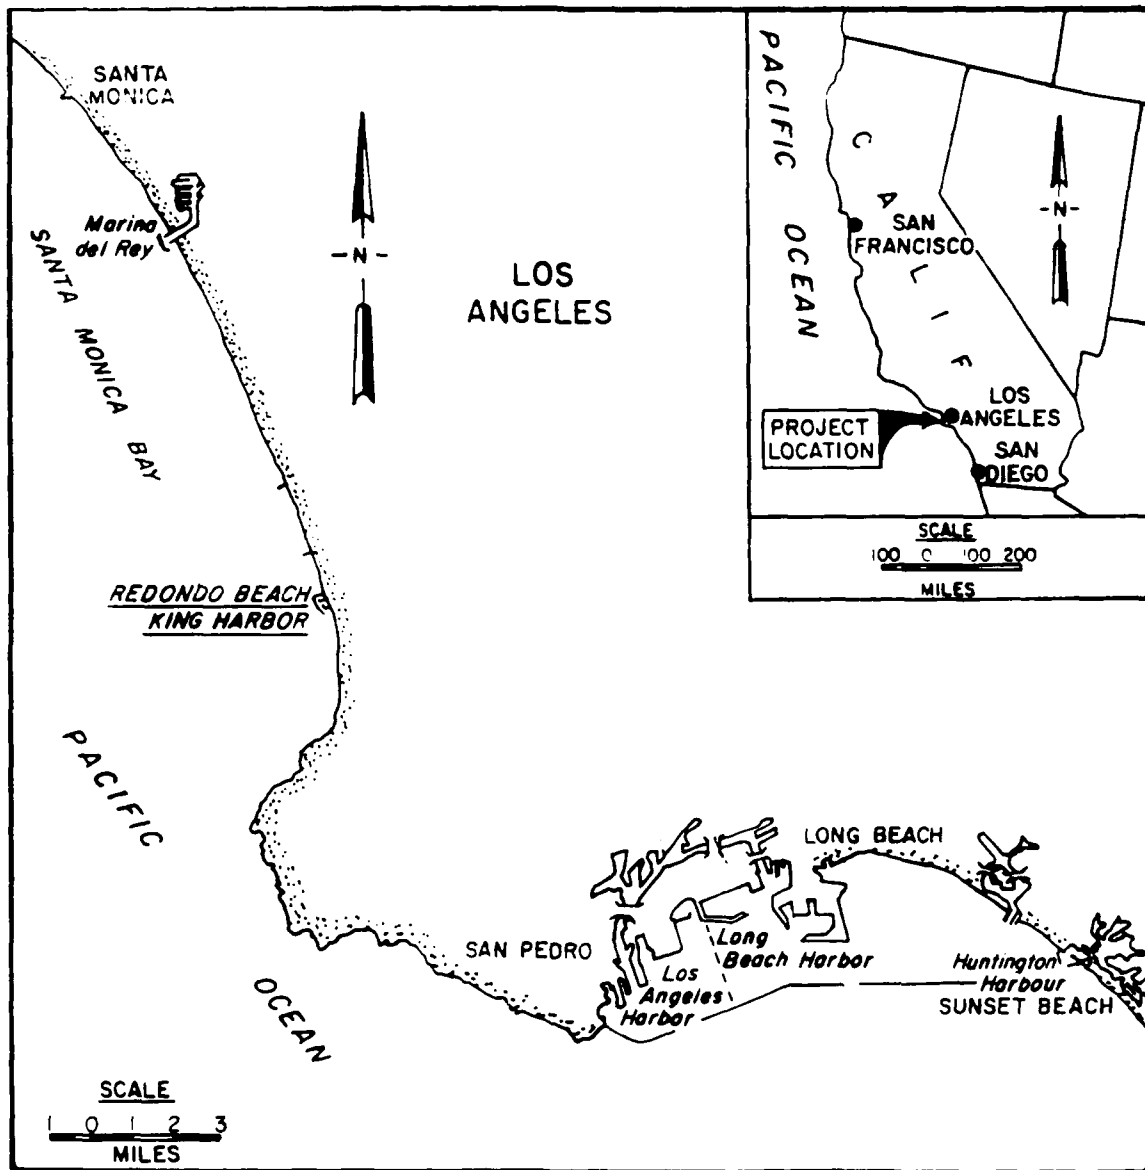 SANTA
MONICA
Marina
del Rey
SANTA MONICA BAY
- N -
LOS
ANGELES
REDONDO BEACH
KING HARBOR
PACIFIC
OCEAN
SAN PEDRO
LONG BEACH
Los
Angeles
Harbor
Long
Beach Harbor
Huntington
Harbour
SUNSET BEACH
SCALE
1 0 1 2 3
MILES
PACIFIC
OCEAN
CALIF
- N -
SAN
FRANCISCO
LOS
ANGELES
PROJECT
LOCATION
SAN
DIEGO
SCALE
100 0 100 200
MILES